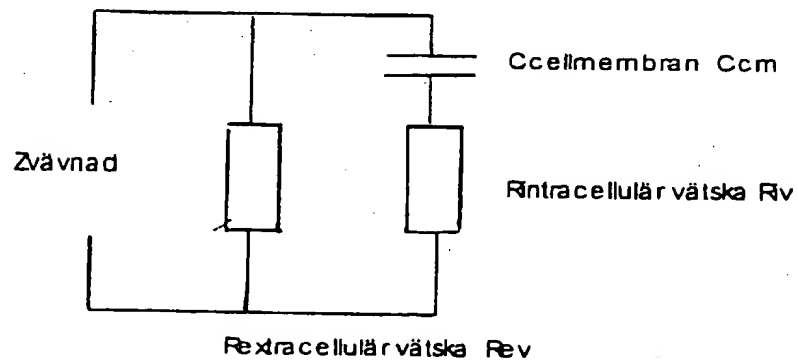 Ccellmembran Ccm
Zvävnad
Rintracellulär vätska Riv
Rextracellulär vätska Rev